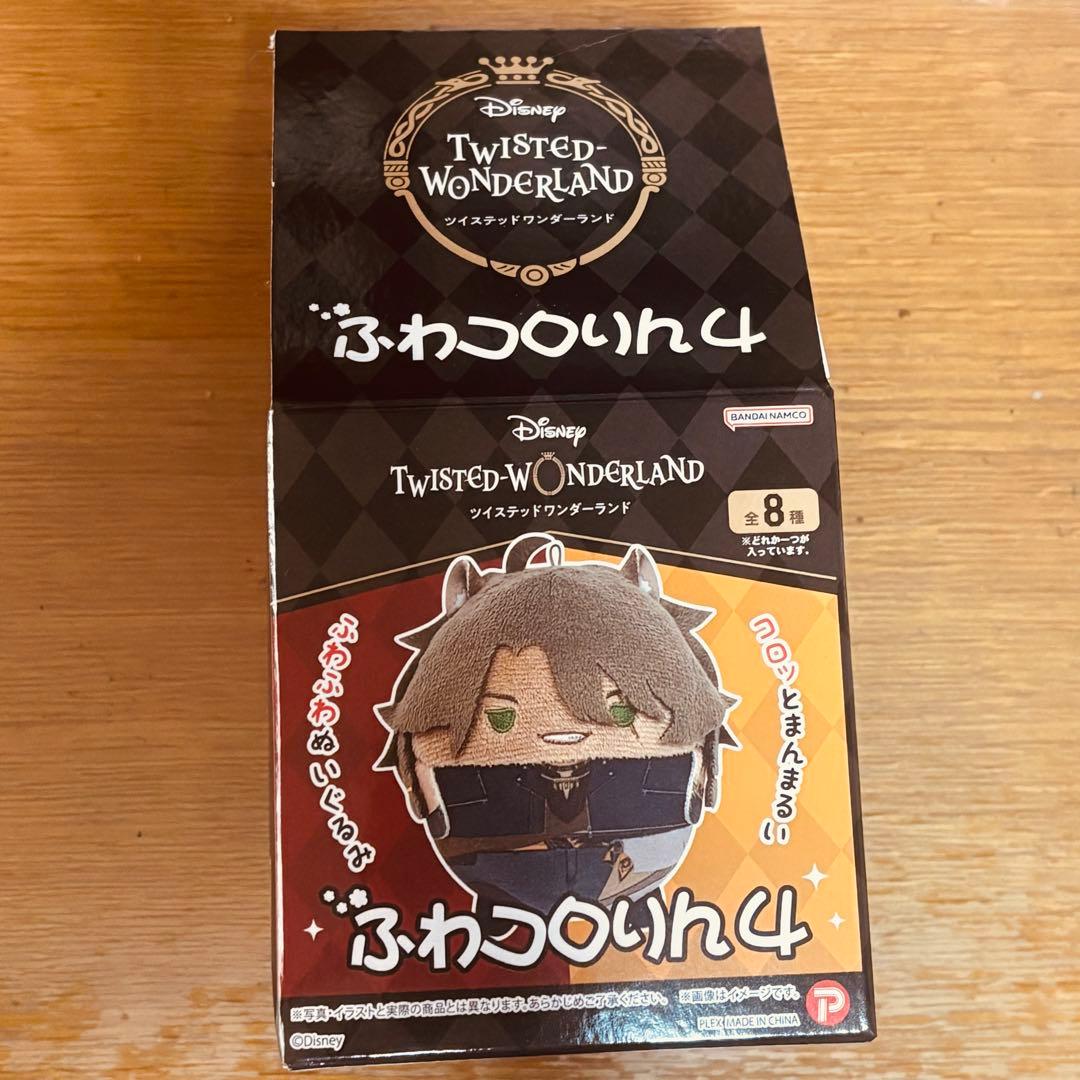 Disney
TWISTED-
WONDERLAND
ツイステッドワンダーランド
ふわコロりん4
Disney
BANDAI NAMCO
TWISTED-WONDERLAND
ツイステッドワンダーランド
全8種
※どれか一つが
入っています。
ふわふわぬいぐるみ
コロッとまんまるい
ふわコロりん4
※写真・イラストと実際の商品とは異なります。あらかじめご了承ください。 ※画像はイメージです。
PLEX MADE IN CHINA
P
©Disney